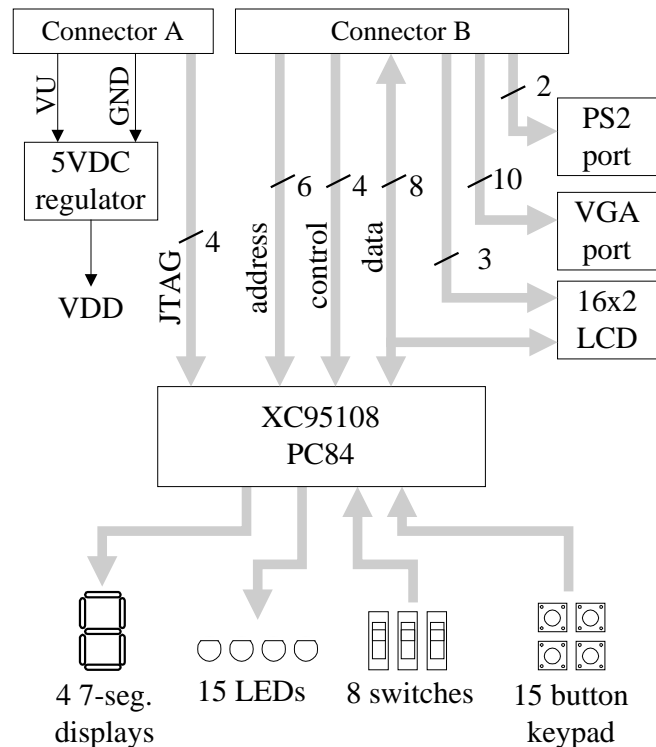 Connector A
Connector B
VU
GND
2
PS2
port
5VDC
regulator
6
4
8
10
VGA
port
JTAG
4
address
control
data
3
VDD
16x2
LCD
XC95108
PC84
4 7-seg.
displays
15 LEDs
8 switches
15 button
keypad